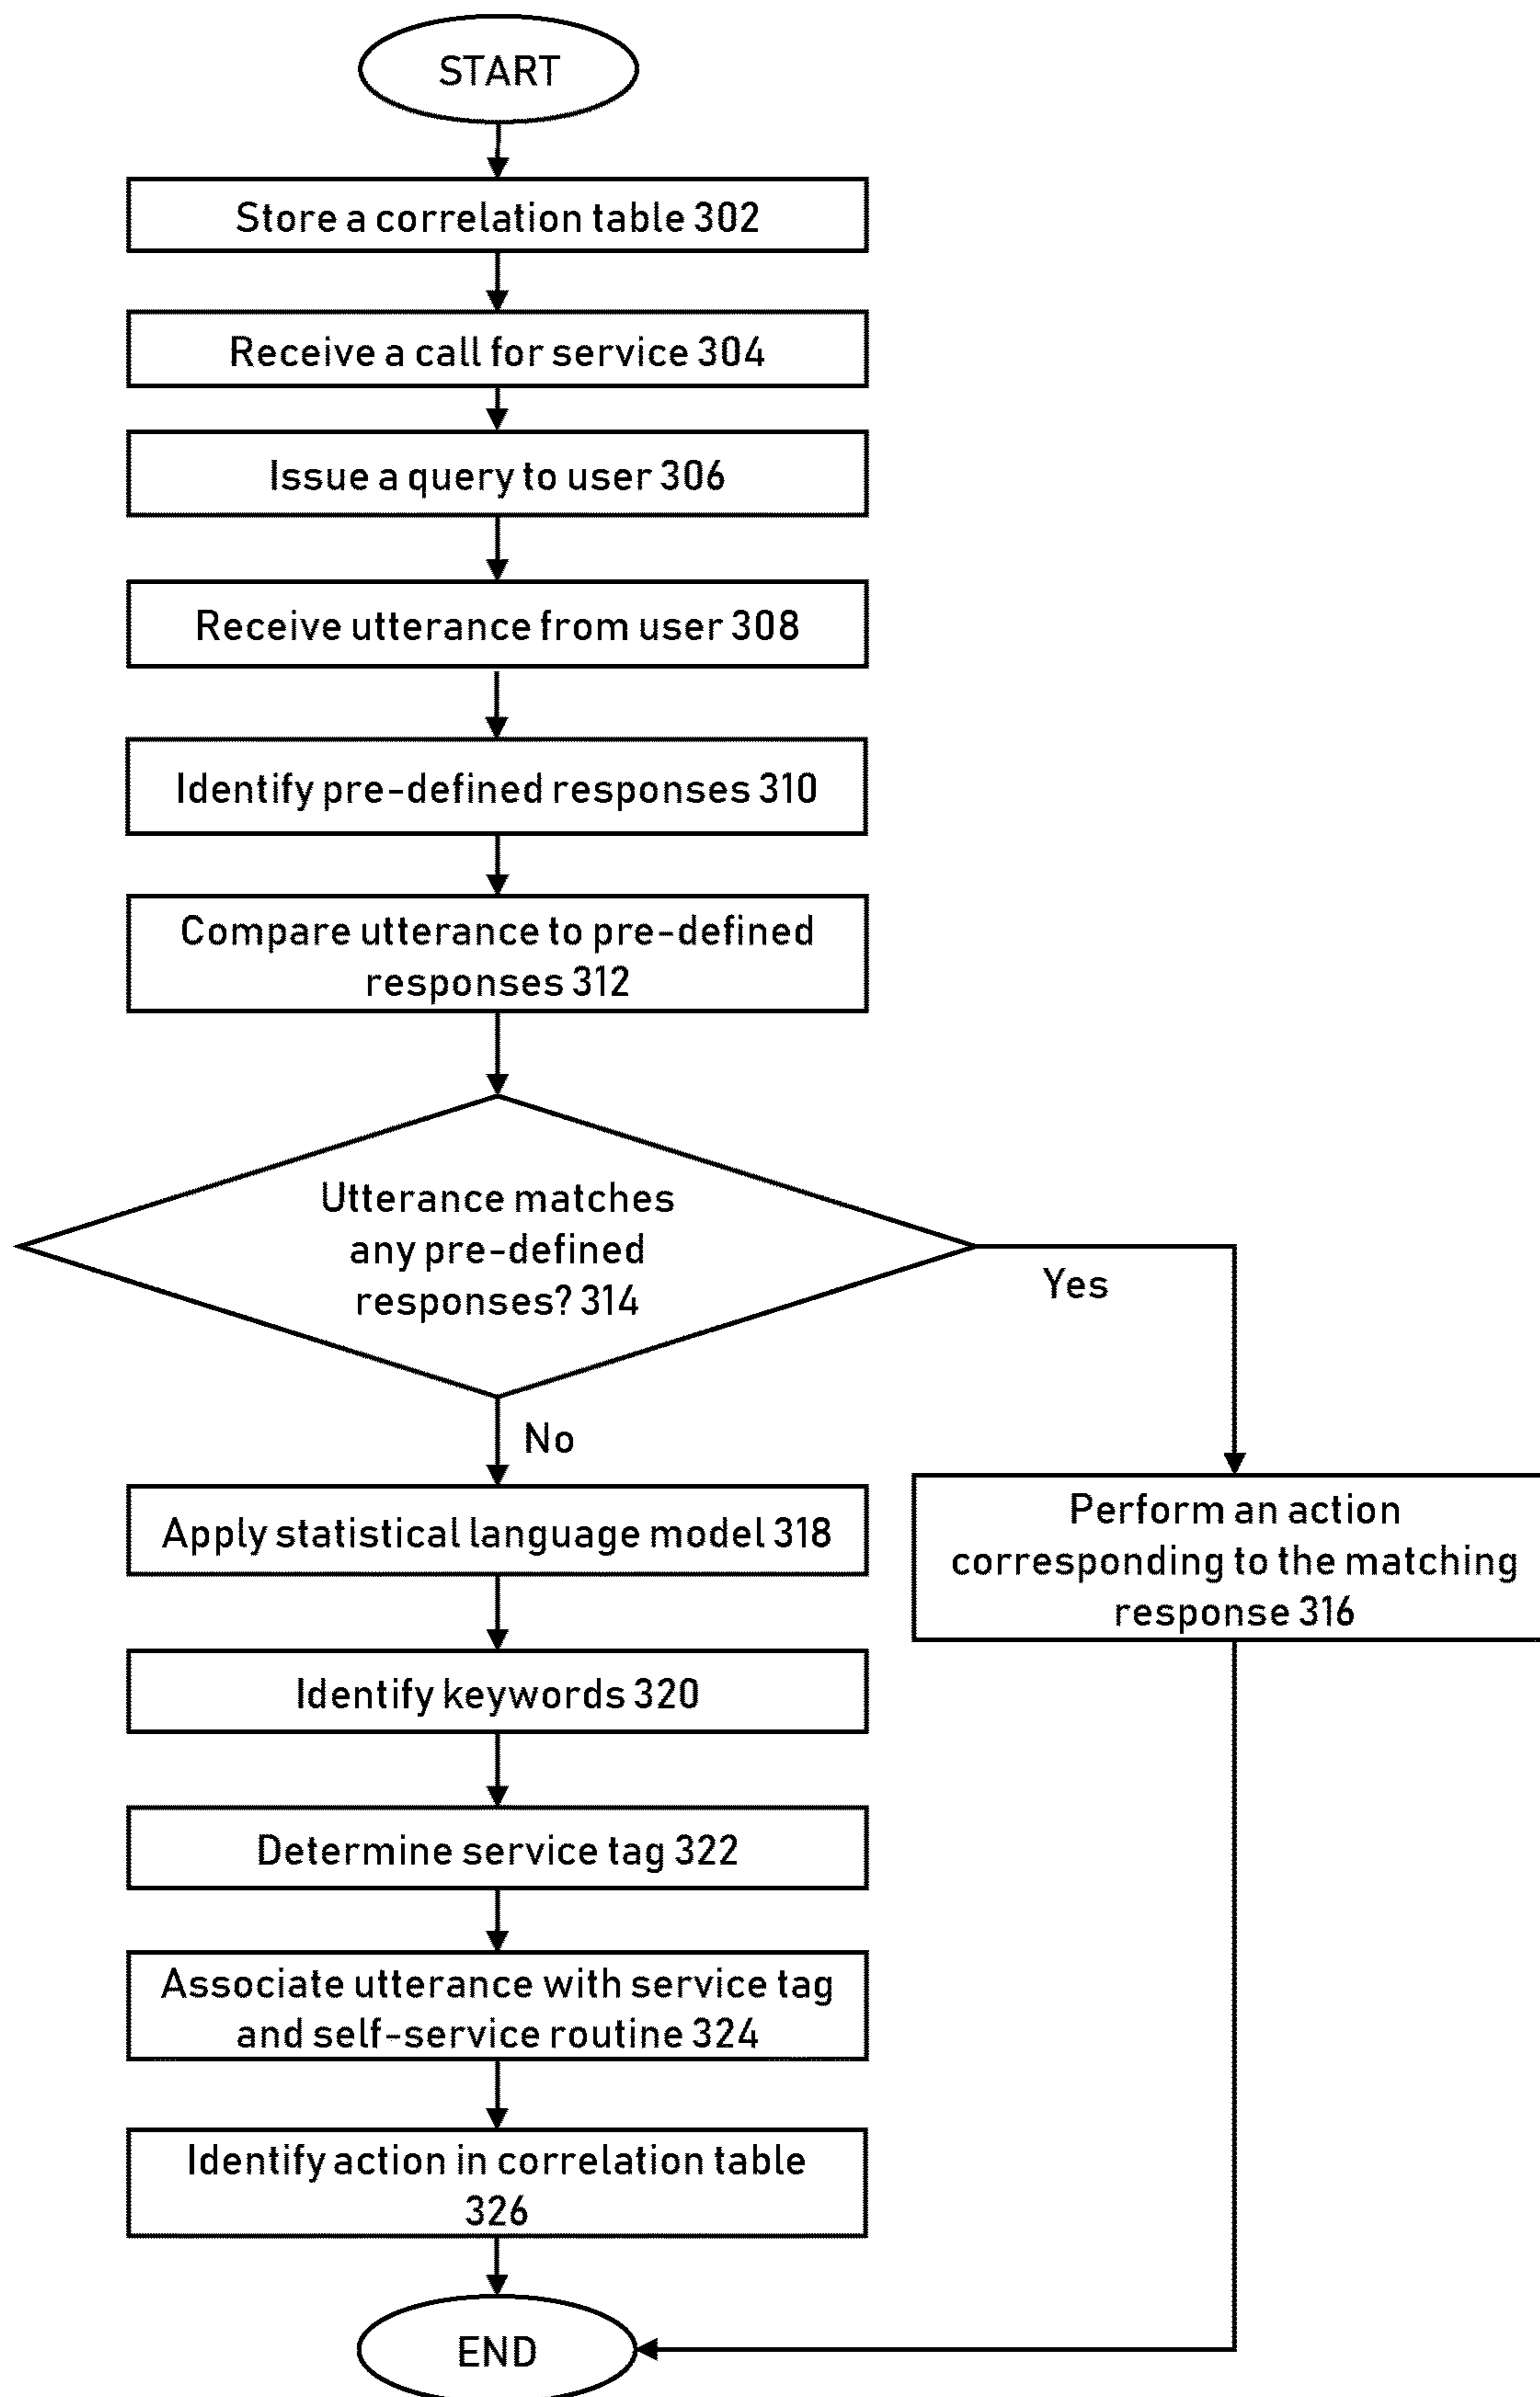 START
Store a correlation table 302
Receive a call for service 304
Issue a query to user 306
Receive utterance from user 308
Identify pre-defined responses 310
Compare utterance to pre-defined
responses 312
Utterance matches
any pre-defined
responses? 314
Yes
No
Apply statistical language model 318
Perform an action
corresponding to the matching
response 316
Identify keywords 320
Determine service tag 322
Associate utterance with service tag
and self-service routine 324
Identify action in correlation table
326
END